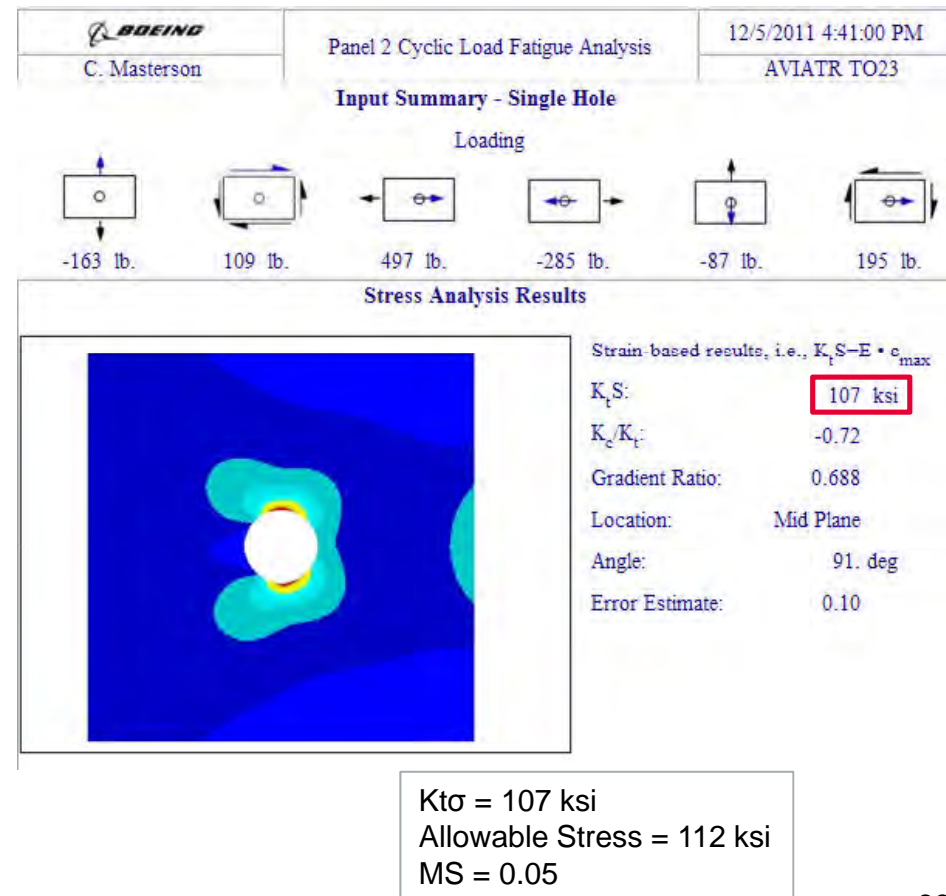 BOEING
C. Masterson
Panel 2 Cyclic Load Fatigue Analysis
12/5/2011 4:41:00 PM
AVIATR TO23
Input Summary - Single Hole
Loading
-163 lb. 109 lb. 497 lb. -285 lb. -87 lb. 195 lb.
Stress Analysis Results
Strain-based results, i.e., KtS=E • emax
KtS: 107 ksi
Kc/Kt: -0.72
Gradient Ratio: 0.688
Location: Mid Plane
Angle: 91. deg
Error Estimate: 0.10
Ktσ = 107 ksi
Allowable Stress = 112 ksi
MS = 0.05